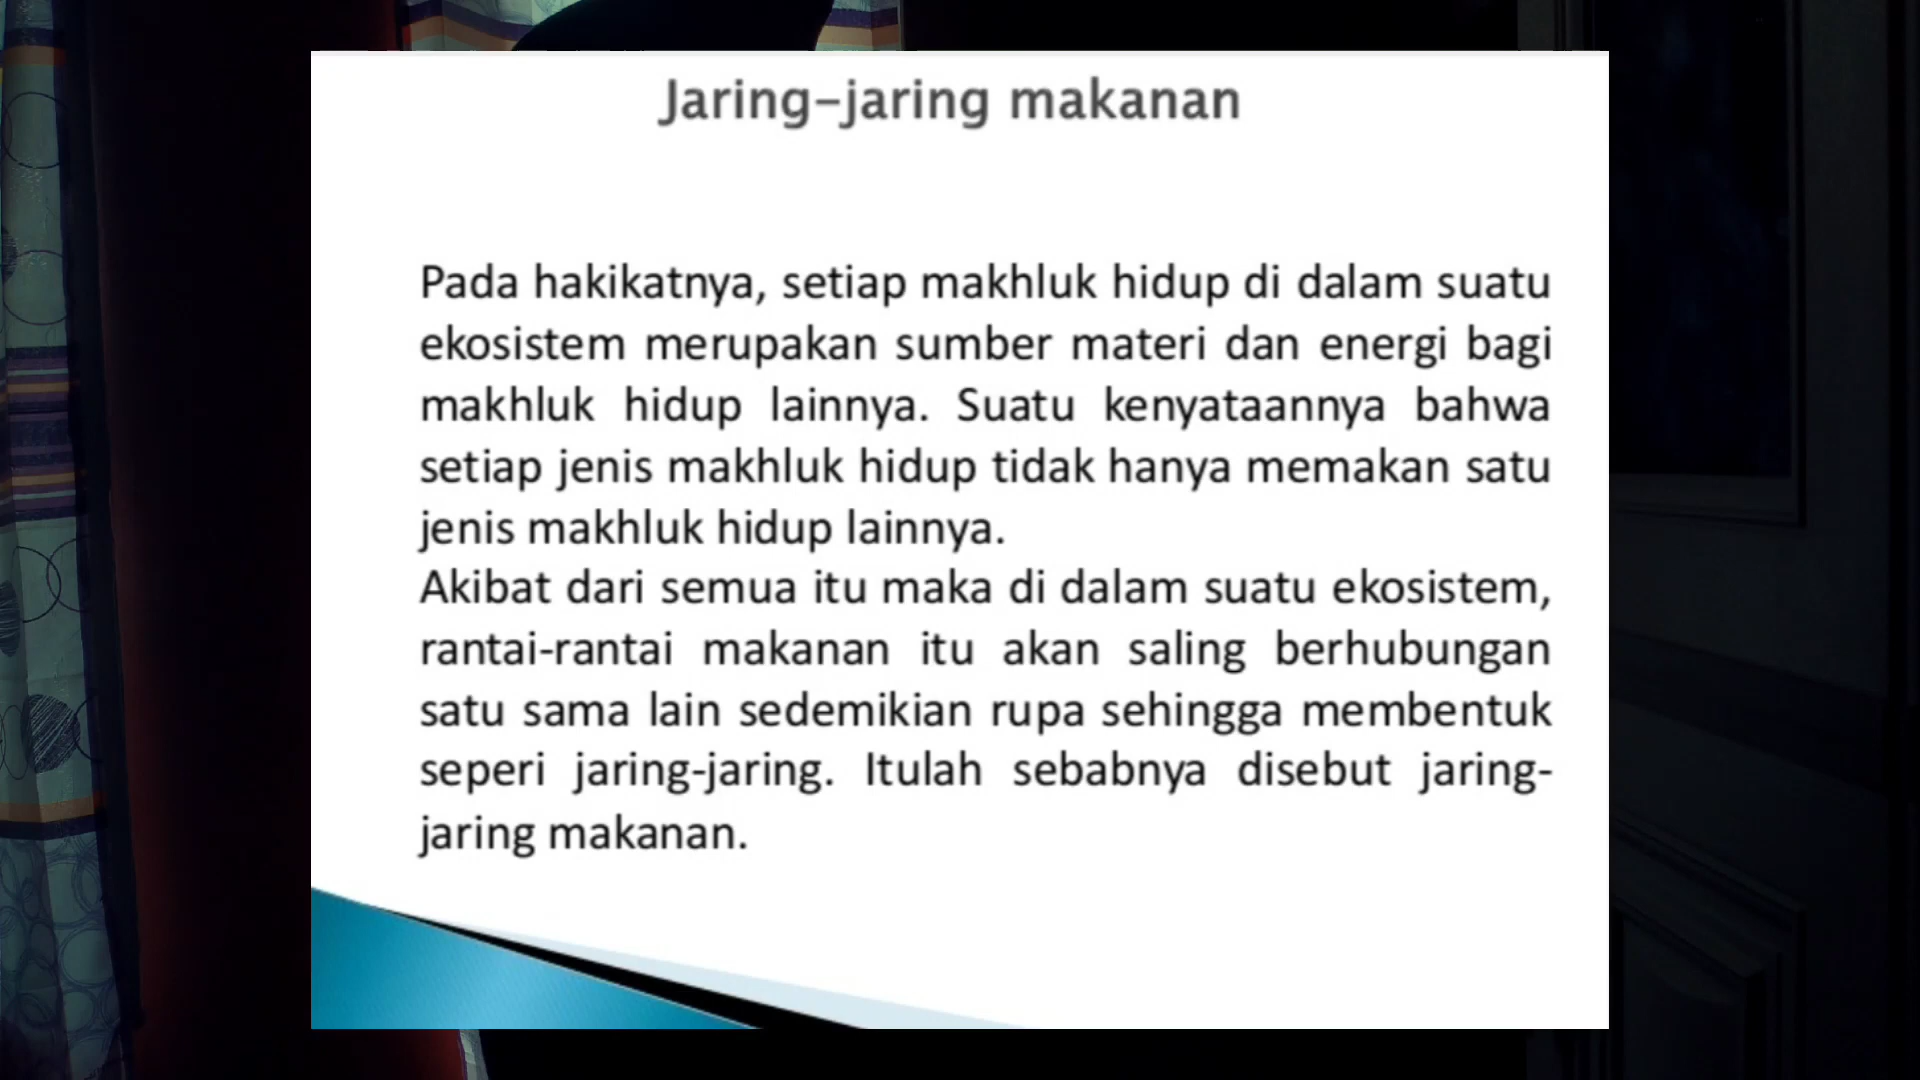 Jaring-jaring makanan
Pada hakikatnya, setiap makhluk hidup di dalam suatu
ekosistem merupakan sumber materi dan energi bagi
makhluk hidup lainnya. Suatu kenyataannya bahwa
setiap jenis makhluk hidup tidak hanya memakan satu
jenis makhluk hidup lainnya.
Akibat dari semua itu maka di dalam suatu ekosistem,
rantai-rantai makanan itu akan saling berhubungan
satu sama lain sedemikian rupa sehingga membentuk
seperi jaring-jaring. Itulah sebabnya disebut jaring-
jaring makanan.